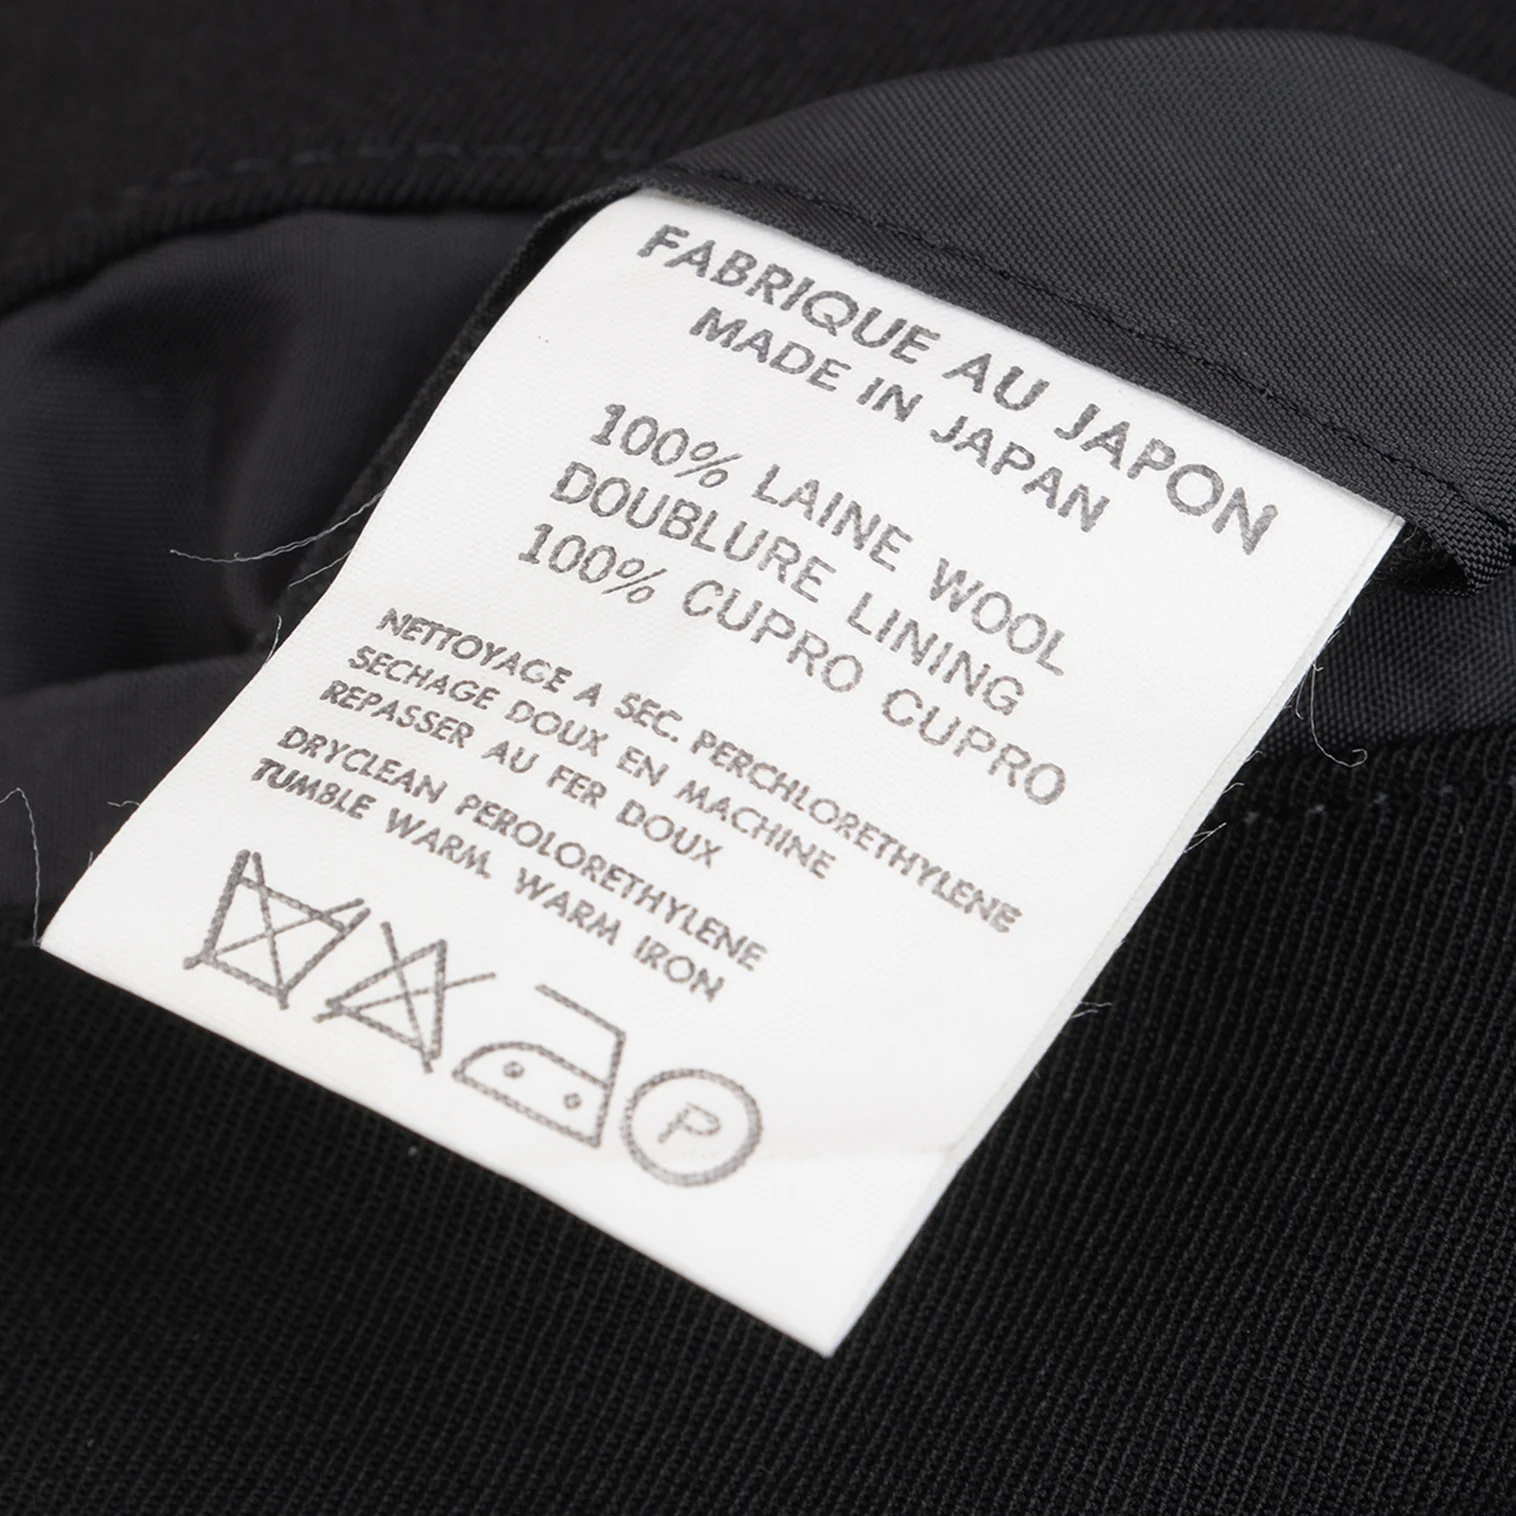 FABRIQUE AU JAPON
MADE IN JAPAN
100% LAINE WOOL
DOUBLURE LINING
100% CUPRO CUPRO
NETTOYAGE A SEC. PERCHLORETHYLENE
SECHAGE DOUX EN MACHINE
REPASSER AU FER DOUX
DRYCLEAN PEROLORETHYLENE
TUMBLE WARM. WARM IRON
P